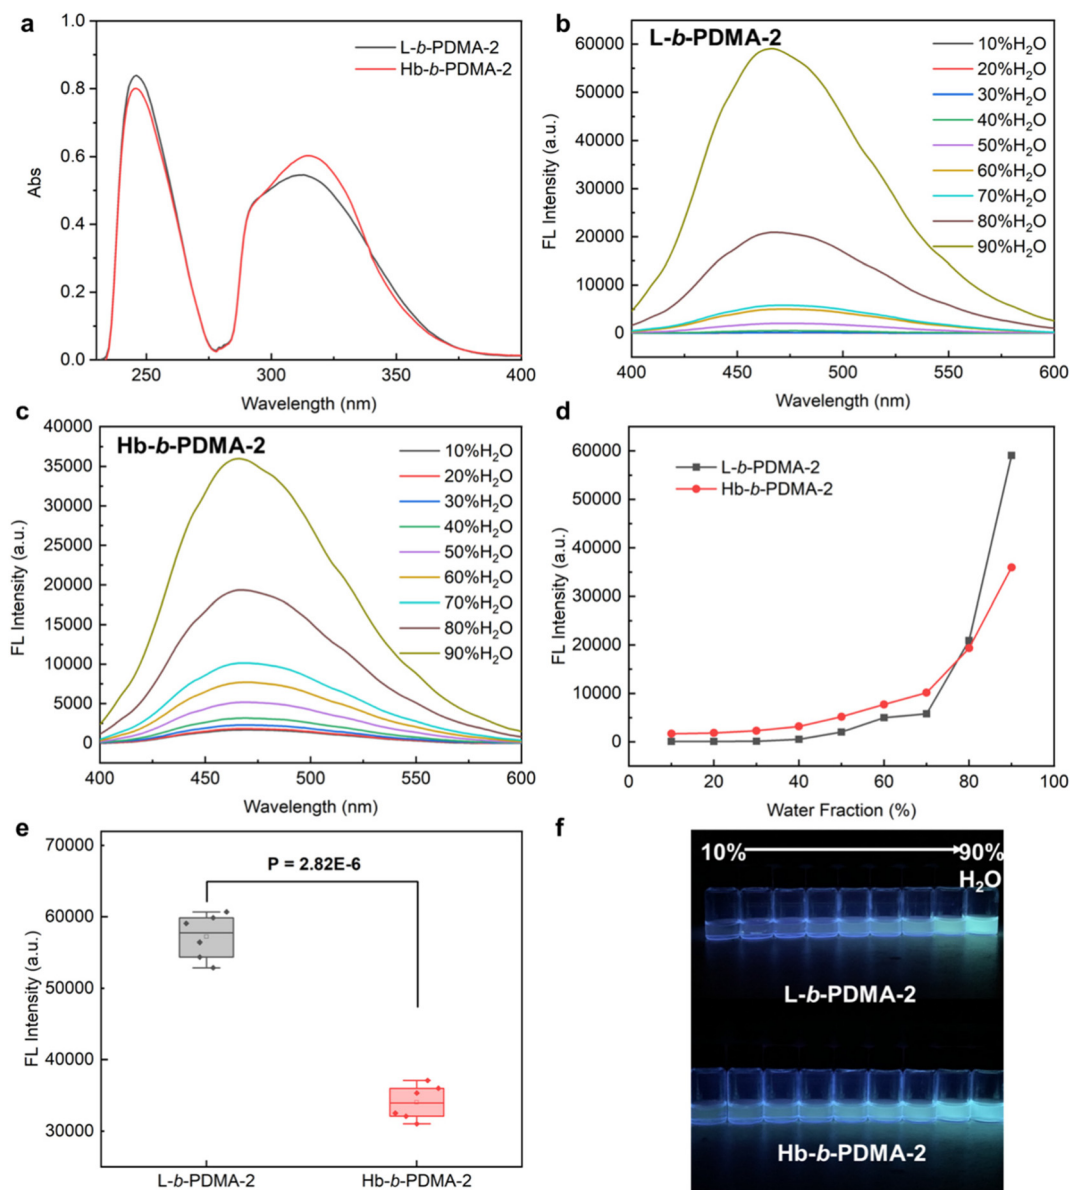 a
1.0
0.8
0.6
0.4
0.2
0.0
Abs
L-b-PDMA-2
Hb-b-PDMA-2
250
300
350
400
Wavelength (nm)
b
L-b-PDMA-2
60000
50000
40000
30000
20000
10000
0
FL Intensity (a.u.)
10%H₂O
20%H₂O
30%H₂O
40%H₂O
50%H₂O
60%H₂O
70%H₂O
80%H₂O
90%H₂O
400
450
500
550
600
Wavelength (nm)
c
Hb-b-PDMA-2
40000
35000
30000
25000
20000
15000
10000
5000
0
FL Intensity (a.u.)
10%H₂O
20%H₂O
30%H₂O
40%H₂O
50%H₂O
60%H₂O
70%H₂O
80%H₂O
90%H₂O
400
450
500
550
600
Wavelength (nm)
d
60000
50000
40000
30000
20000
10000
0
FL Intensity (a.u.)
L-b-PDMA-2
Hb-b-PDMA-2
0
20
40
60
80
100
Water Fraction (%)
e
70000
60000
50000
40000
30000
FL Intensity (a.u.)
P = 2.82E-6
L-b-PDMA-2
Hb-b-PDMA-2
f
10%
90%
H₂O
L-b-PDMA-2
Hb-b-PDMA-2